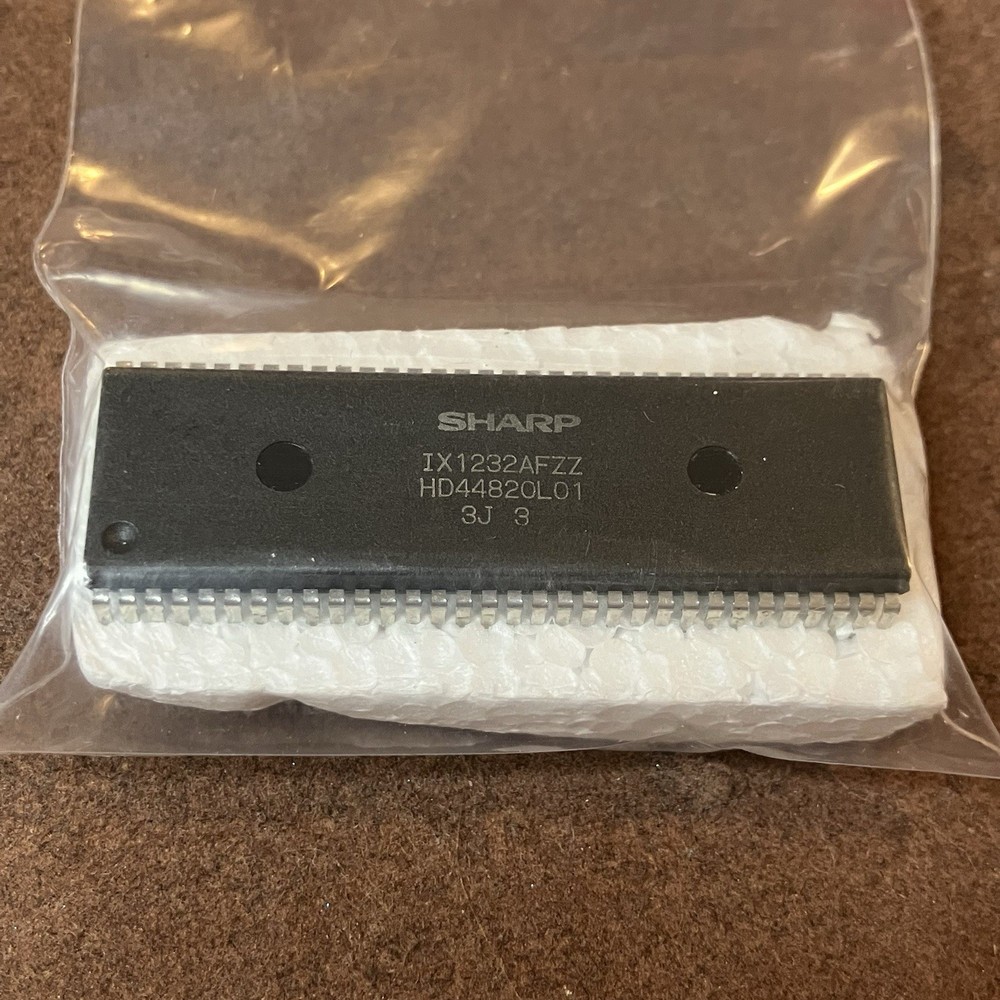 SHARP
IX1232AFZZ
HD44820L01
3J 3